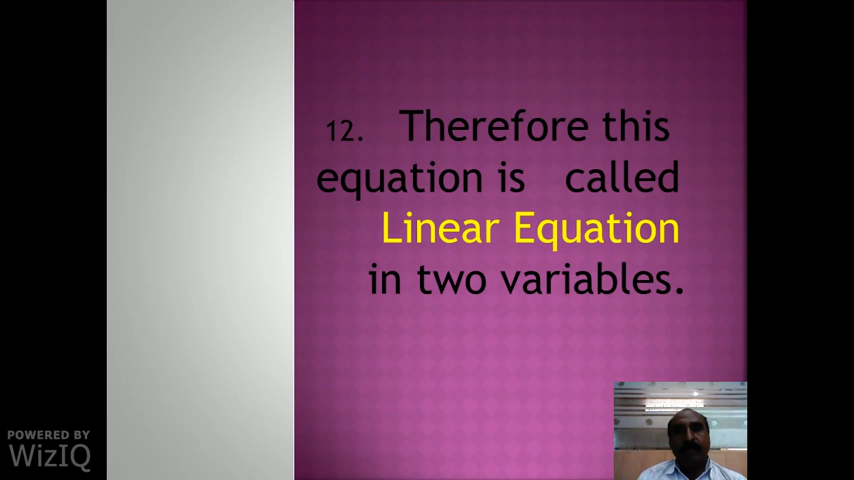 12. Therefore this
equation is called
Linear Equation
in two variables.
POWERED BY
WizIQ